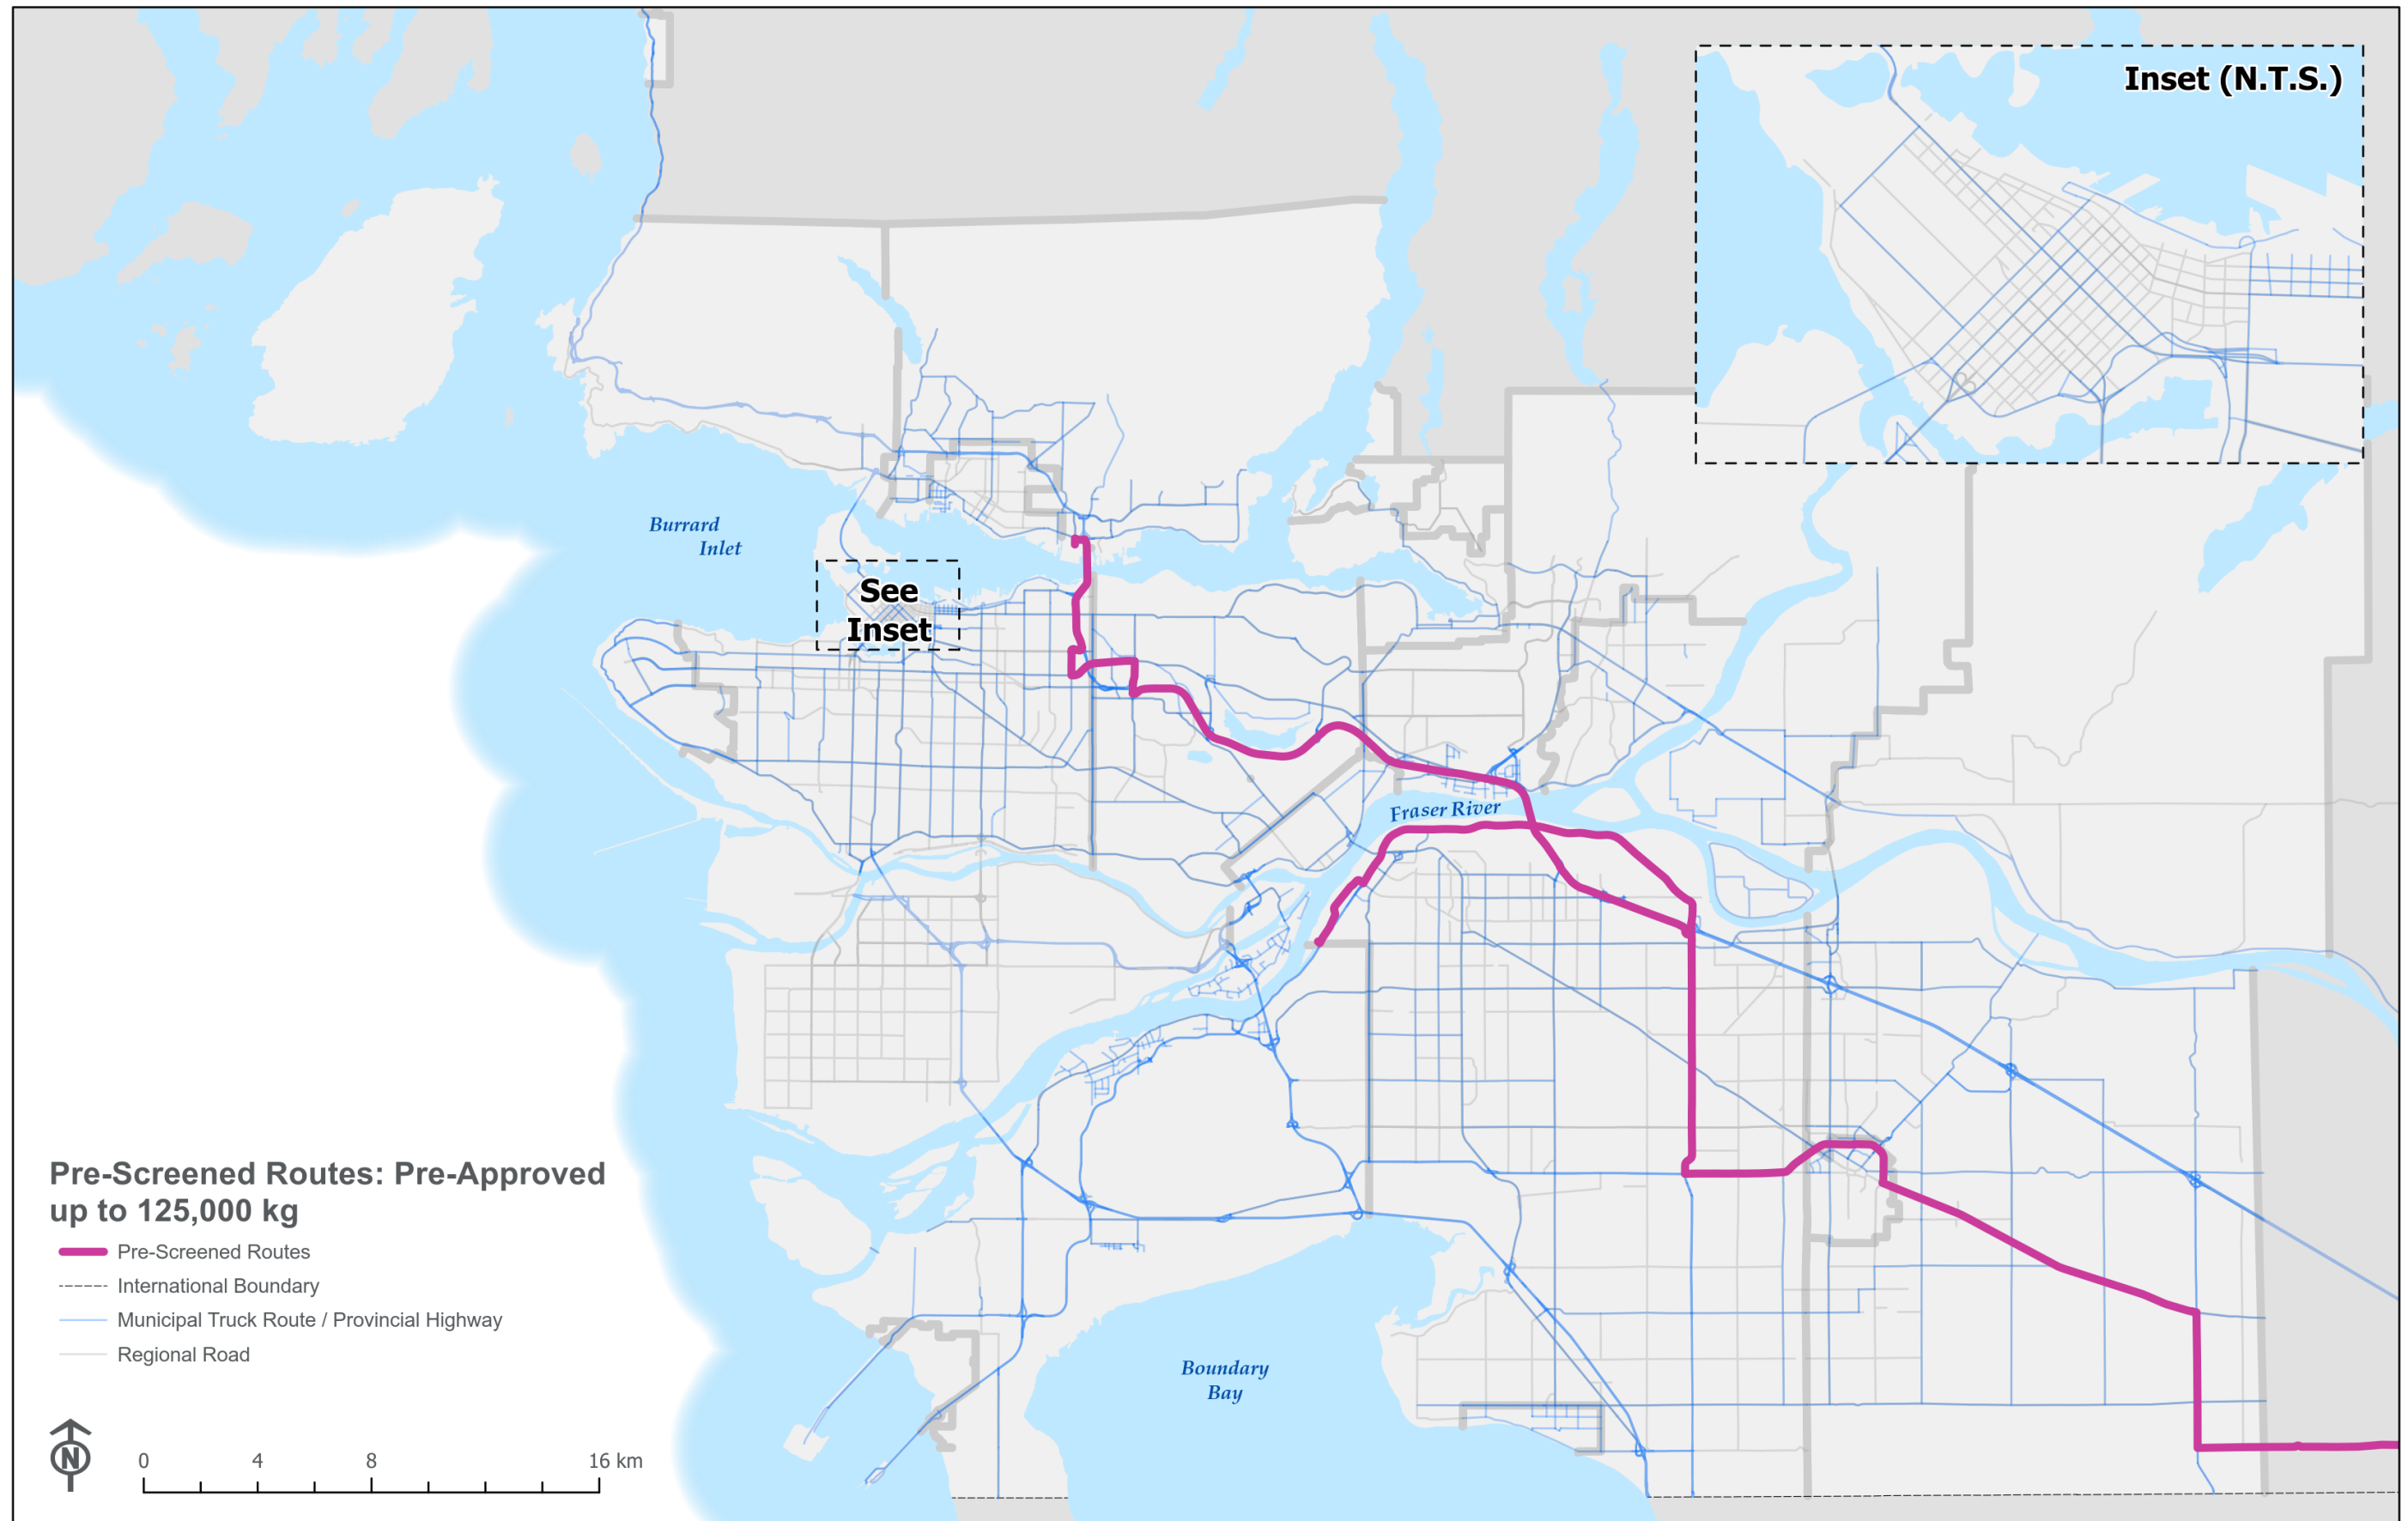 Inset (N.T.S.)
Burrard
Inlet
See
Inset
Fraser River
Pre-Screened Routes: Pre-Approved
up to 125,000 kg
Pre-Screened Routes
International Boundary
Municipal Truck Route / Provincial Highway
Regional Road
Boundary
Bay
N
0 4 8 16 km